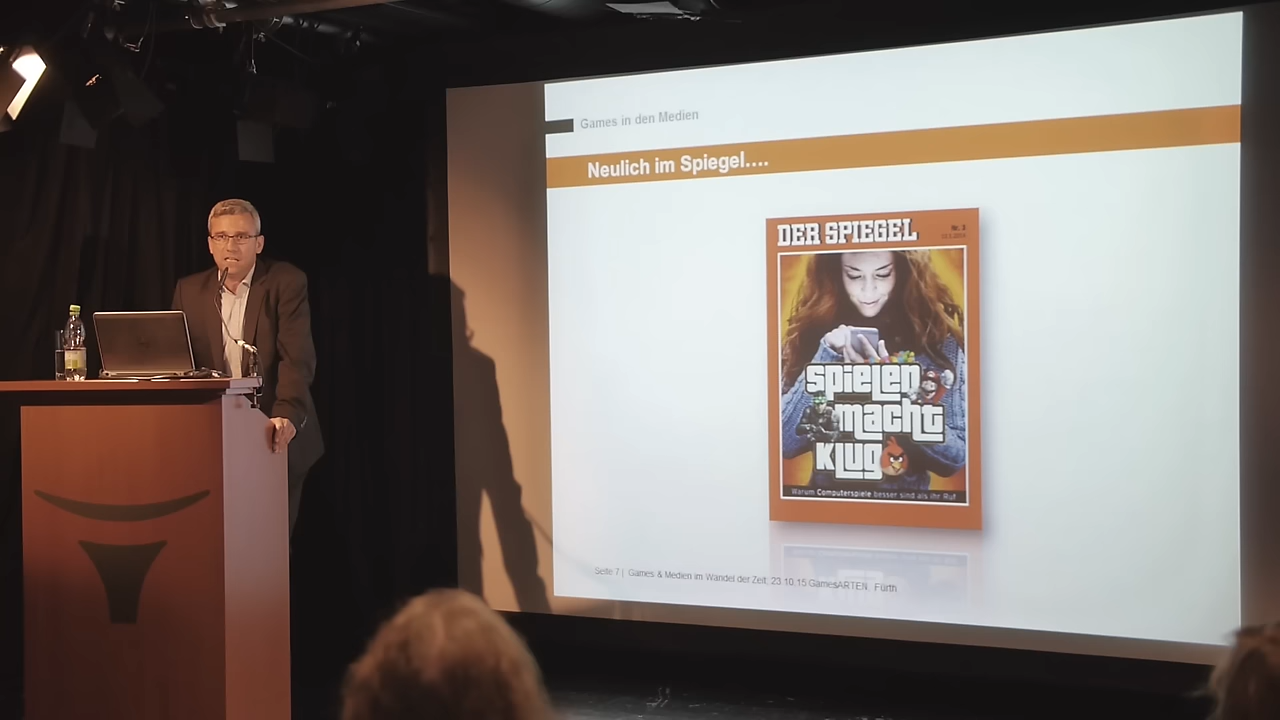 Games in den Medien
Neulich im Spiegel....
DER SPIEGEL
Nr. 3
spielen
macht
klug
Warum Computerspiele besser sind als ihr Ruf
Seite 7 | Games & Medien im Wandel der Zeit, 23.10.15 GamesARTEN, Fürth